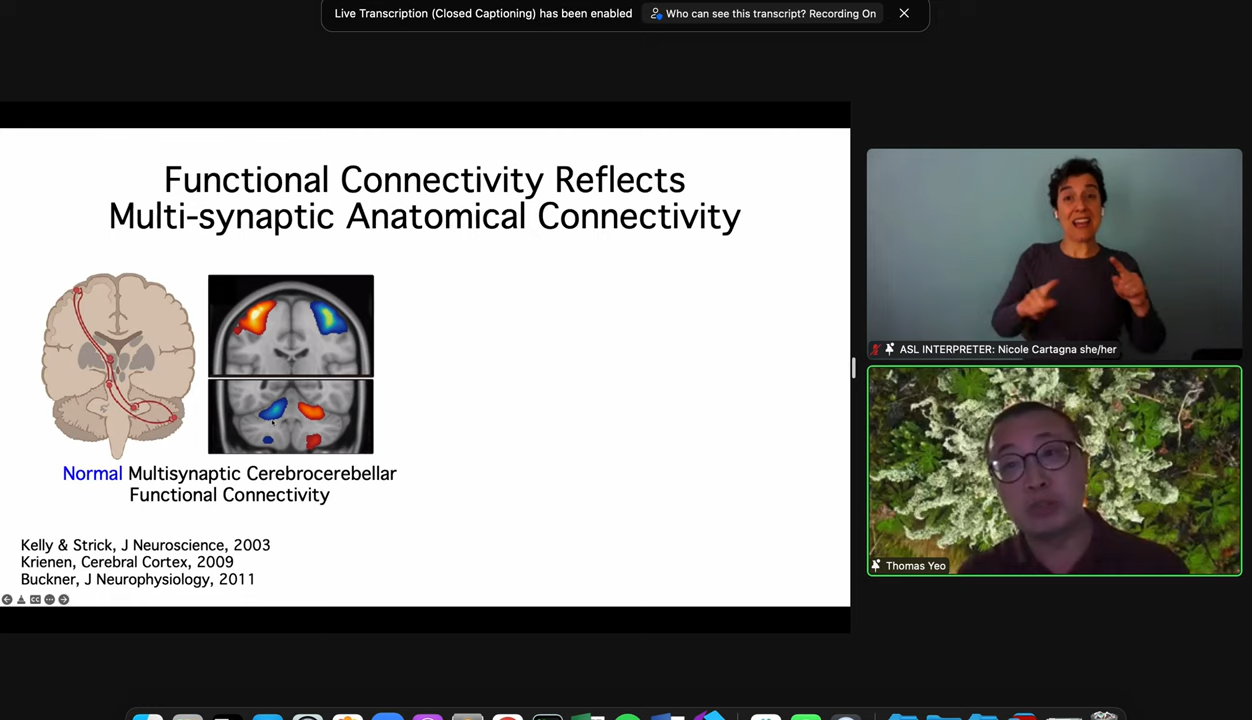 Live Transcription (Closed Captioning) has been enabled
Who can see this transcript? Recording On
Functional Connectivity Reflects
Multi-synaptic Anatomical Connectivity
Normal Multisynaptic Cerebrocerebellar
Functional Connectivity
Kelly & Strick, J Neuroscience, 2003
Krienen, Cerebral Cortex, 2009
Buckner, J Neurophysiology, 2011
ASL INTERPRETER: Nicole Cartagna she/her
Thomas Yeo